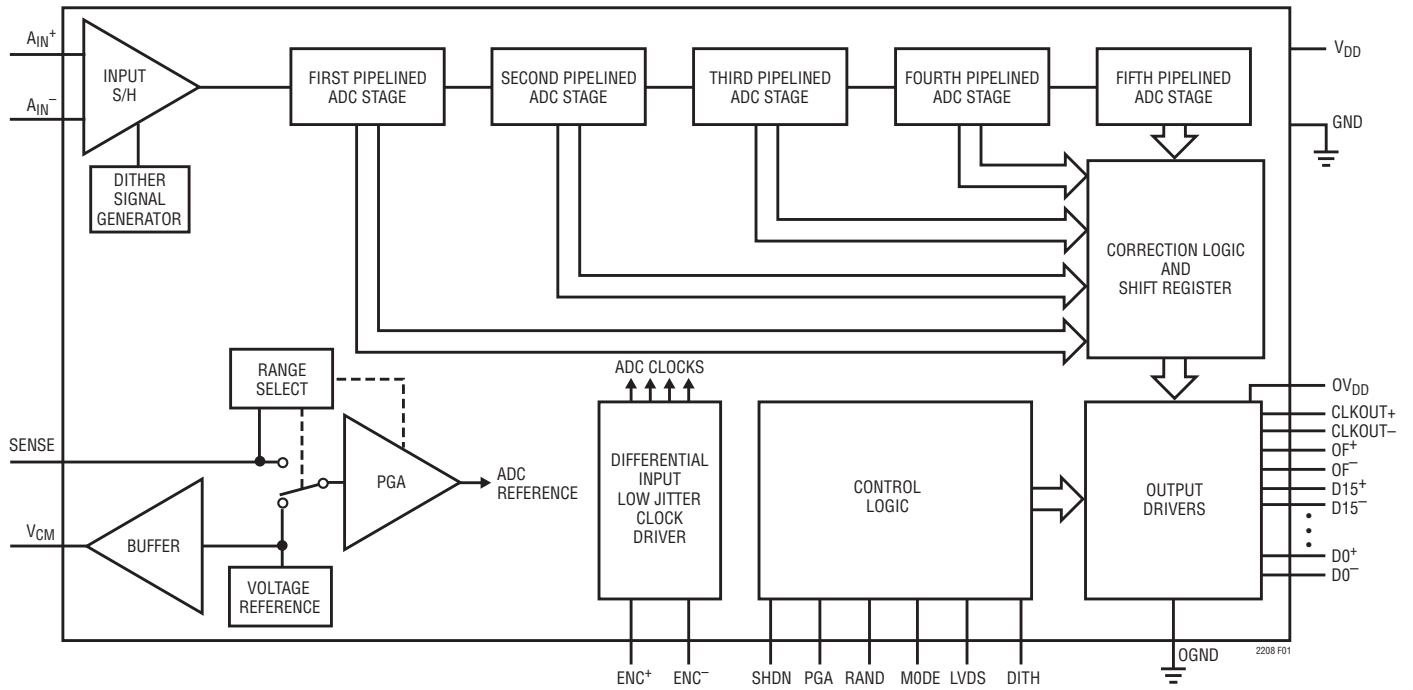 AIN+
AIN−
INPUT
S/H
DITHER
SIGNAL
GENERATOR
FIRST PIPELINED
ADC STAGE
SECOND PIPELINED
ADC STAGE
THIRD PIPELINED
ADC STAGE
FOURTH PIPELINED
ADC STAGE
FIFTH PIPELINED
ADC STAGE
VDD
GND
CORRECTION LOGIC
AND
SHIFT REGISTER
RANGE
SELECT
SENSE
PGA
ADC
REFERENCE
VCM
BUFFER
VOLTAGE
REFERENCE
ADC CLOCKS
DIFFERENTIAL
INPUT
LOW JITTER
CLOCK
DRIVER
ENC+
ENC−
CONTROL
LOGIC
SHDN
PGA
RAND
MODE
LVDS
DITH
OUTPUT
DRIVERS
OVDD
CLKOUT+
CLKOUT−
OF+
OF−
D15+
D15−
D0+
D0−
OGND
2208 F01